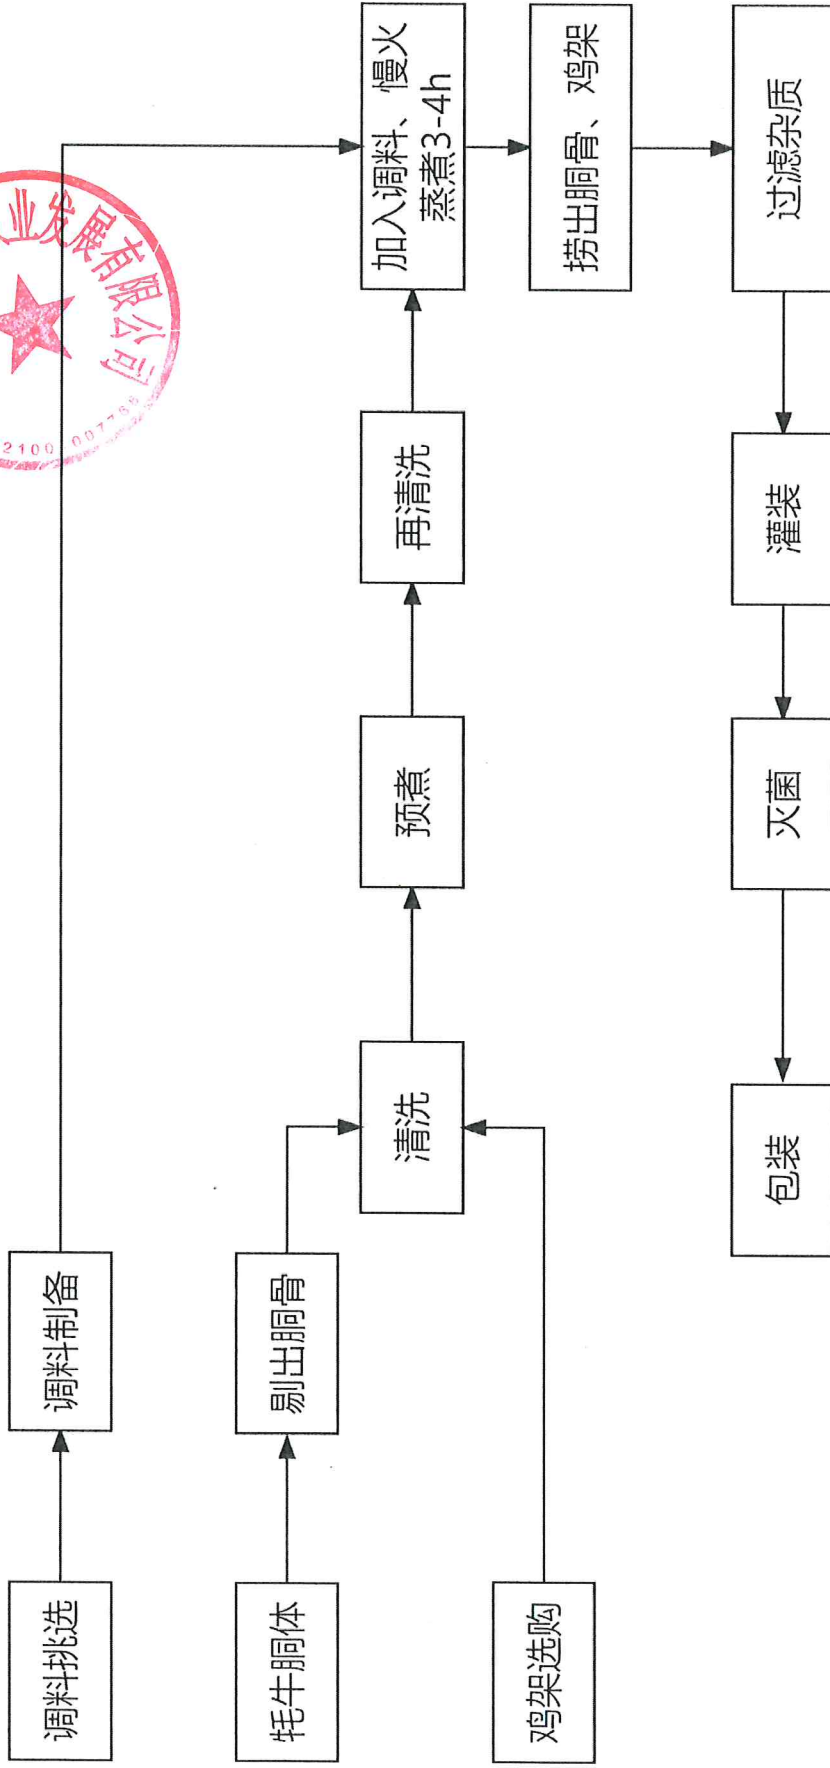 调料挑选
调料制备
牦牛胴体
剔出胴骨
鸡架选购
清洗
预煮
再清洗
加入调料、慢火
蒸煮3-4h
捞出胴骨、鸡架
过滤杂质
灌装
灭菌
包装
业发展有限公司
2100 007766